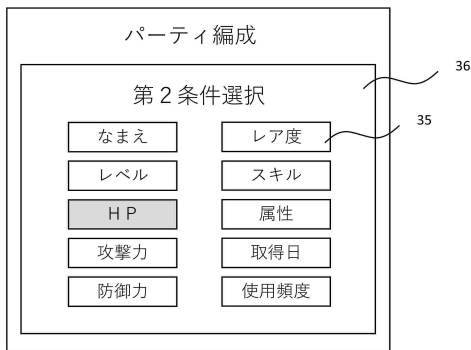 パーティ編成
第2条件選択
なまえ レア度
レベル スキル
HP 属性
攻撃力 取得日
防御力 使用頻度
36
35